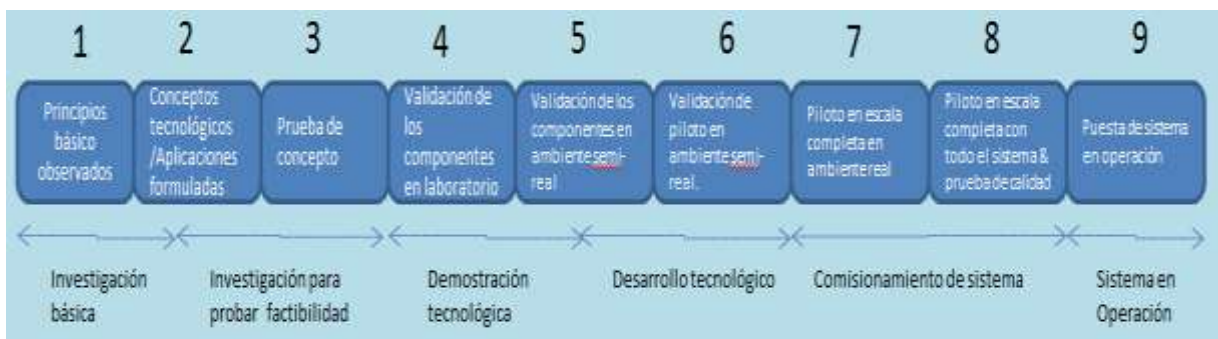 1
2
3
4
5
6
7
8
9
Principios
básico
observados
Conceptos
tecnológicos
/Aplicaciones
formuladas
Prueba de
concepto
Validación de
los
componentes
en laboratorio
Validación de los
componentes en
ambiente semi-
real
Validación de
piloto en
ambiente semi-
real.
Piloto en escala
completa en
ambiente real
Piloto en escala
completa con
todo el sistema &
prueba de calidad
Puesta de sistema
en operación
Investigación
básica
Investigación para
probar factibilidad
Demostración
tecnológica
Desarrollo tecnológico
Comisionamiento de sistema
Sistema en
Operación